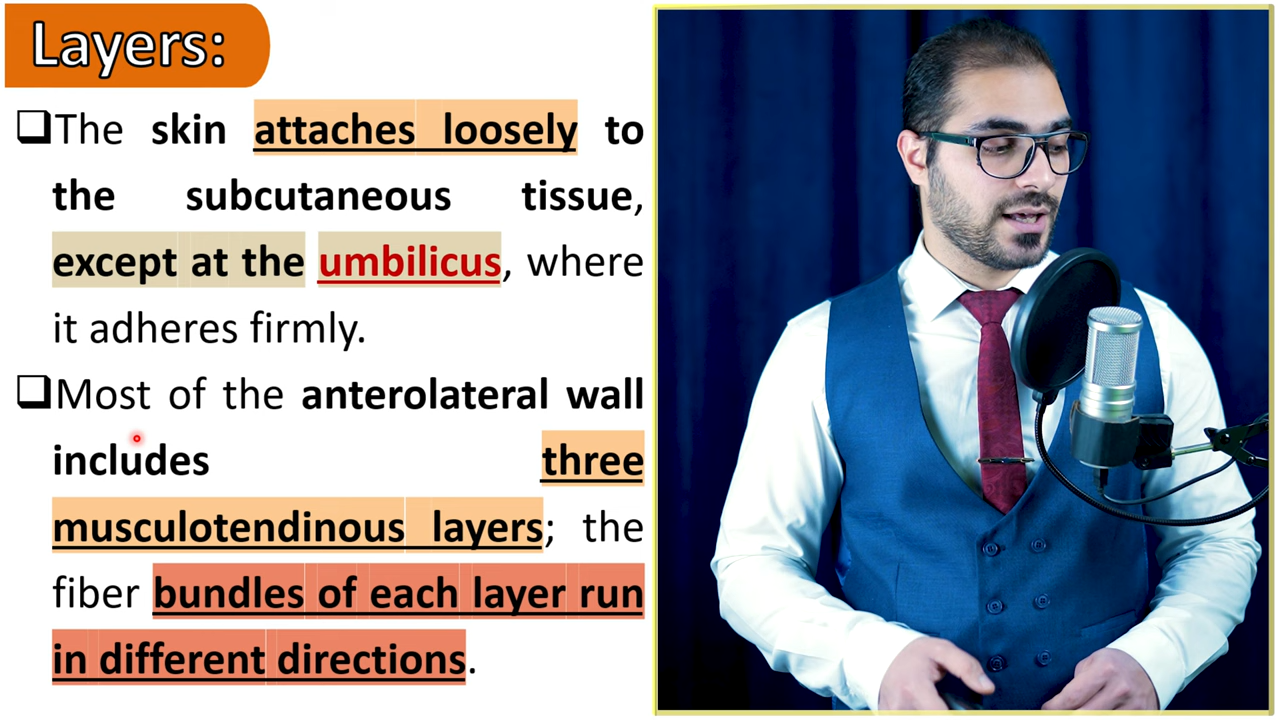 Layers:
The skin attaches loosely to
the subcutaneous tissue,
except at the umbilicus, where
it adheres firmly.
Most of the anterolateral wall
includes three
musculotendinous layers; the
fiber bundles of each layer run
in different directions.